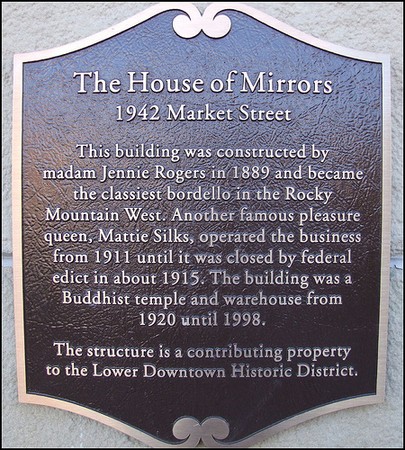 The House of Mirrors
1942 Market Street
This building was constructed by
madam Jennie Rogers in 1889 and became
the classiest bordello in the Rocky
Mountain West. Another famous pleasure
queen, Mattie Silks, operated the business
from 1911 until it was closed by federal
edict in about 1915. The building was a
Buddhist temple and warehouse from
1920 until 1998.
The structure is a contributing property
to the Lower Downtown Historic District.